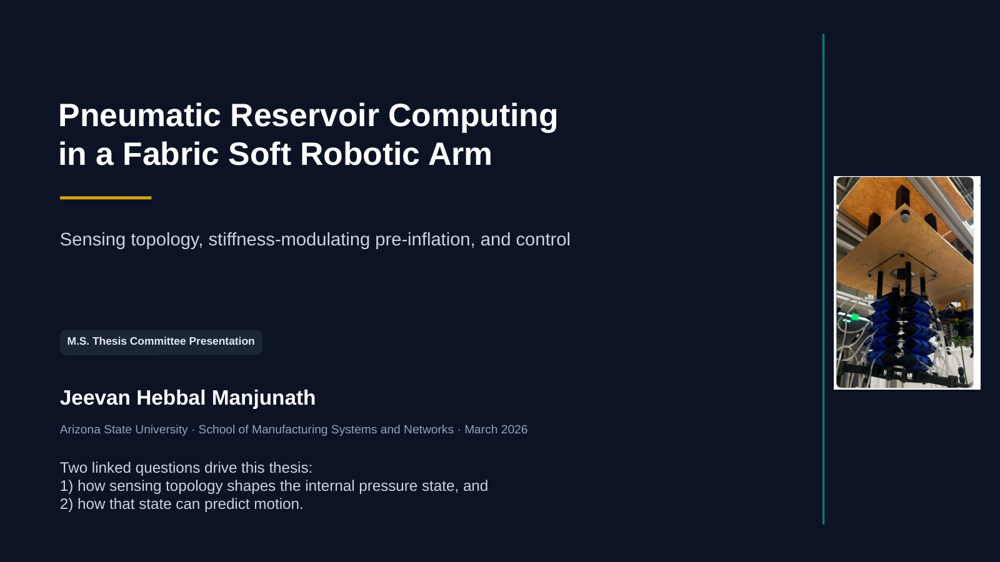 Pneumatic Reservoir Computing
in a Fabric Soft Robotic Arm
Sensing topology, stiffness-modulating pre-inflation, and control
M.S. Thesis Committee Presentation
Jeevan Hebbal Manjunath
Arizona State University · School of Manufacturing Systems and Networks · March 2026
Two linked questions drive this thesis:
1) how sensing topology shapes the internal pressure state, and
2) how that state can predict motion.